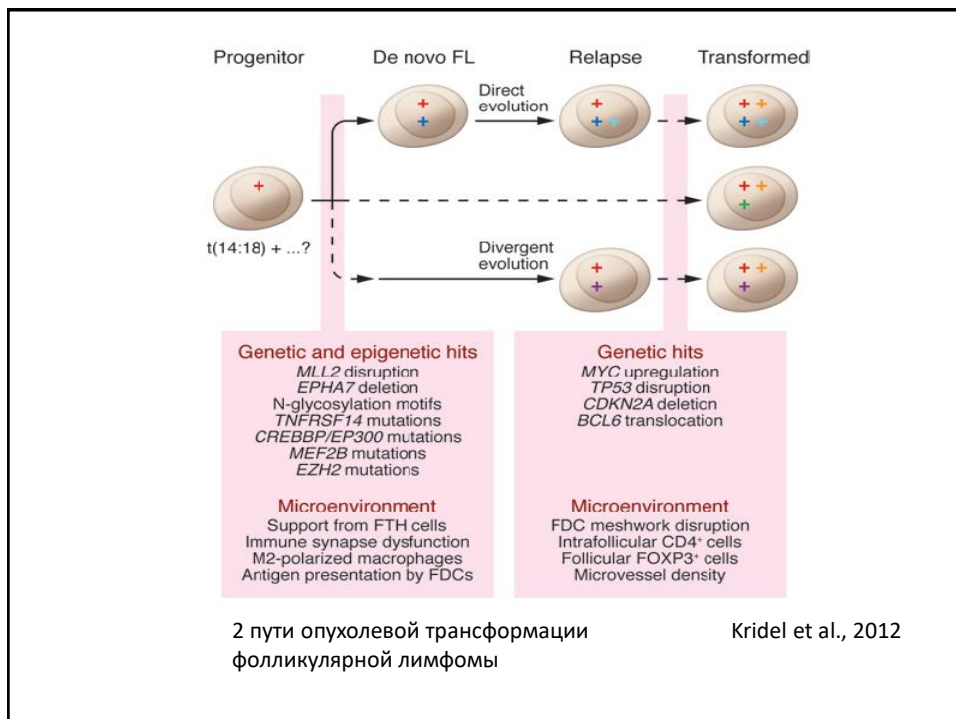 Progenitor De novo FL Relapse Transformed
Direct
evolution
t(14:18) + ...?
Divergent
evolution
Genetic and epigenetic hits
MLL2 disruption
EPHA7 deletion
N-glycosylation motifs
TNFRSF14 mutations
CREBBP/EP300 mutations
MEF2B mutations
EZH2 mutations
Microenvironment
Support from FTH cells
Immune synapse dysfunction
M2-polarized macrophages
Antigen presentation by FDCs
Genetic hits
MYC upregulation
TP53 disruption
CDKN2A deletion
BCL6 translocation
Microenvironment
FDC meshwork disruption
Intrafollicular CD4⁺ cells
Follicular FOXP3⁺ cells
Microvessel density
2 пути опухолевой трансформации
фолликулярной лимфомы
Kridel et al., 2012